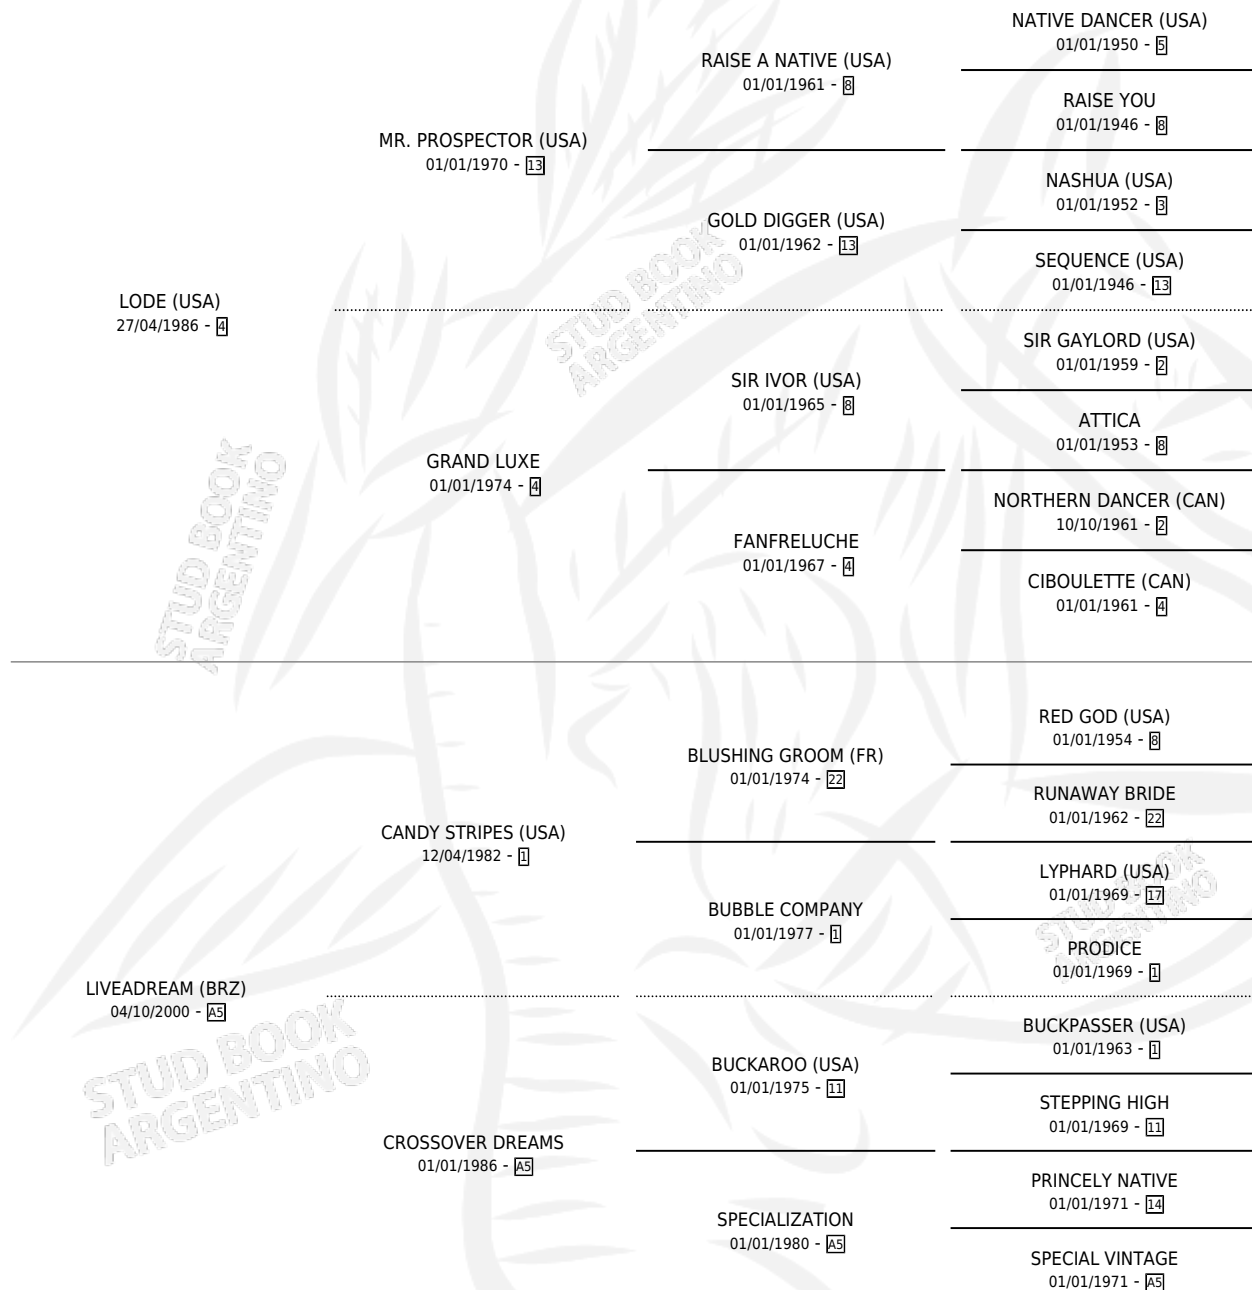 NATIVE DANCER (USA)
01/01/1950 - 5
RAISE A NATIVE (USA)
01/01/1961 - 8
RAISE YOU
01/01/1946 - 8
MR. PROSPECTOR (USA)
01/01/1970 - 13
NASHUA (USA)
01/01/1952 - 3
GOLD DIGGER (USA)
01/01/1962 - 13
SEQUENCE (USA)
01/01/1946 - 13
LODE (USA)
27/04/1986 - 4
STUD BOOK
ARGENTINO
SIR GAYLORD (USA)
01/01/1959 - 2
SIR IVOR (USA)
01/01/1965 - 8
ATTICA
01/01/1953 - 8
GRAND LUXE
01/01/1974 - 4
NORTHERN DANCER (CAN)
10/10/1961 - 2
FANFRELUCHE
01/01/1967 - 4
CIBOULETTE (CAN)
01/01/1961 - 4
STUD BOOK
ARGENTINO
RED GOD (USA)
01/01/1954 - 8
BLUSHING GROOM (FR)
01/01/1974 - 22
RUNAWAY BRIDE
01/01/1962 - 22
CANDY STRIPES (USA)
12/04/1982 - 1
LYPHARD (USA)
01/01/1969 - 17
BUBBLE COMPANY
01/01/1977 - 1
STUD BOOK
ARGENTINO
PRODICE
01/01/1969 - 1
LIVEADREAM (BRZ)
04/10/2000 - A5
STUD BOOK
ARGENTINO
BUCKPASSER (USA)
01/01/1963 - 1
BUCKAROO (USA)
01/01/1975 - 11
STEPPING HIGH
01/01/1969 - 11
CROSSOVER DREAMS
01/01/1986 - A5
PRINCELY NATIVE
01/01/1971 - 14
SPECIALIZATION
01/01/1980 - A5
SPECIAL VINTAGE
01/01/1971 - A5